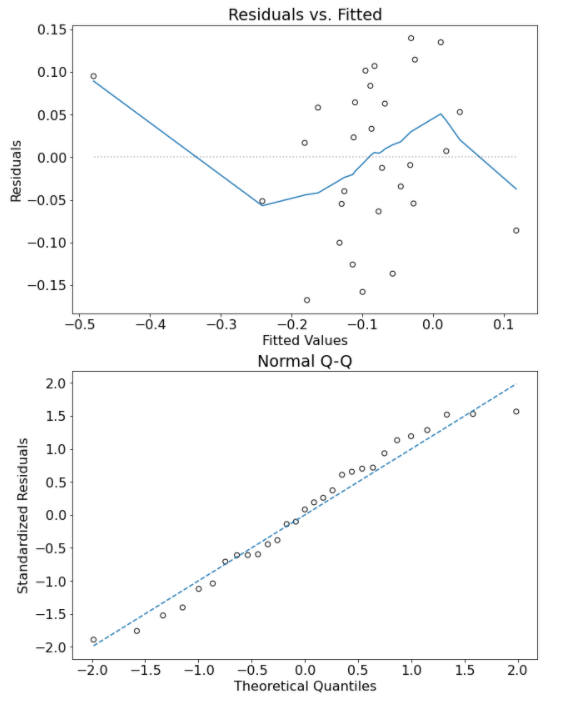 Residuals vs. Fitted
0.15
0.10
0.05
0.00
−0.05
−0.10
−0.15
Residuals
−0.5 −0.4 −0.3 −0.2 −0.1 0.0 0.1
Fitted Values
Normal Q-Q
2.0
1.5
1.0
0.5
0.0
−0.5
−1.0
−1.5
−2.0
Standardized Residuals
−2.0 −1.5 −1.0 −0.5 0.0 0.5 1.0 1.5 2.0
Theoretical Quantiles